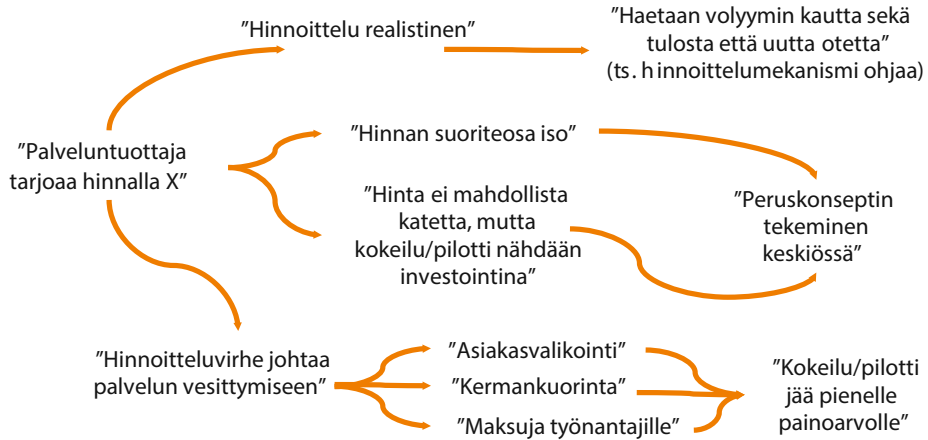 ”Hinnoittelu realistinen”
”Haetaan volyymin kautta sekä
tulosta että uutta otetta”
(ts. hinnoittelumekanismi ohjaa)
”Palveluntuottaja
tarjoaa hinnalla X”
”Hinnan suoriteosa iso”
”Hinta ei mahdollista
katetta, mutta
kokeilu/pilotti nähdään
investointina”
”Peruskonseptin
tekeminen
keskiössä”
”Hinnoitteluvirhe johtaa
palvelun vesittymiseen”
”Asiakasvalikointi”
”Kermankuorinta”
”Maksuja työnantajille”
”Kokeilu/pilotti
jää pienelle
painoarvolle”